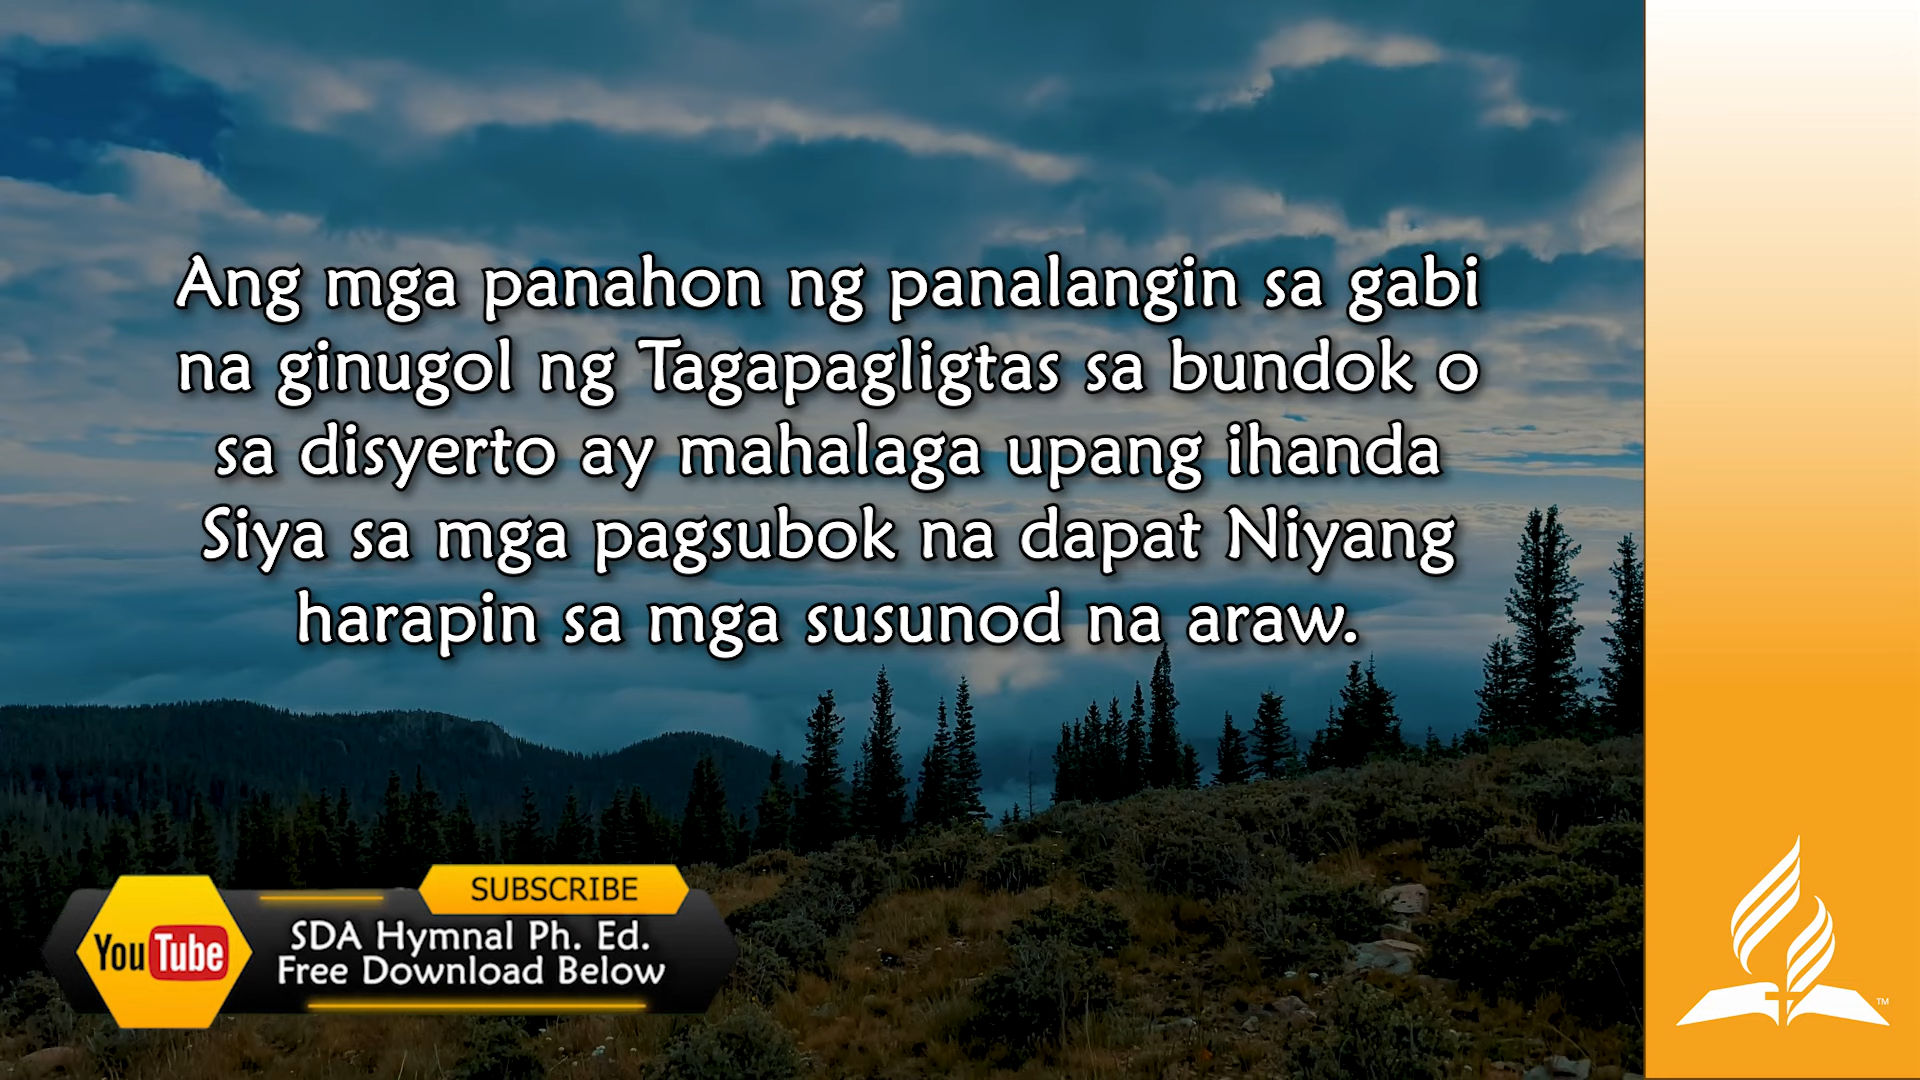 Ang mga panahon ng panalangin sa gabi
na ginugol ng Tagapagligtas sa bundok o
sa disyerto ay mahalaga upang ihanda
Siya sa mga pagsubok na dapat Niyang
harapin sa mga susunod na araw.
SUBSCRIBE
YouTube
SDA Hymnal Ph. Ed.
Free Download Below
TM